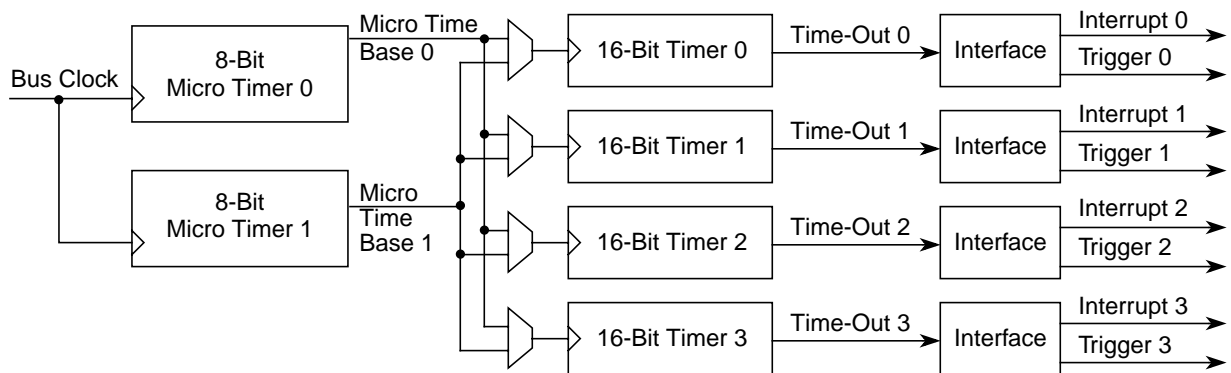 Bus Clock
8-Bit
Micro Timer 0
8-Bit
Micro Timer 1
Micro Time
Base 0
Micro
Time
Base 1
16-Bit Timer 0
Time-Out 0
Interface
Interrupt 0
Trigger 0
16-Bit Timer 1
Time-Out 1
Interface
Interrupt 1
Trigger 1
16-Bit Timer 2
Time-Out 2
Interface
Interrupt 2
Trigger 2
16-Bit Timer 3
Time-Out 3
Interface
Interrupt 3
Trigger 3